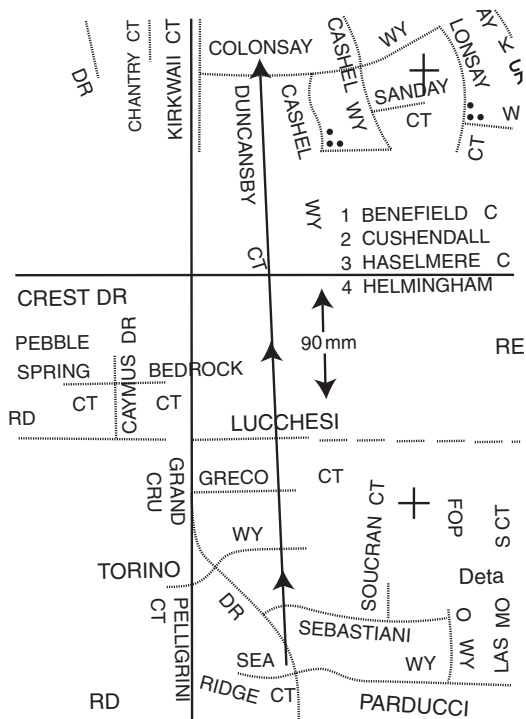 DR
CHANTRY CT
KIRKWAII CT
COLONSAY
DUNCANSBY
CT
CASHEL WY
CASHEL
WY
WY
SANDAY
CT
LONSAY
CT
AY
K
W
1 BENEFIELD C
2 CUSHENDALL
3 HASELMERE C
4 HELMINGHAM
CREST DR
PEBBLE
SPRING
CT
RD
CAYMUS DR
BEDROCK
CT
90 mm
RE
LUCCHESI
GRAND
CRU
GRECO
CT
WY
TORINO
CT
PELLIGRINI
DR
SOUCRAN CT
FOP
S CT
Deta
SEBASTIANI
O
WY
LAS MO
SEA
RIDGE CT
WY
PARDUCCI
RD